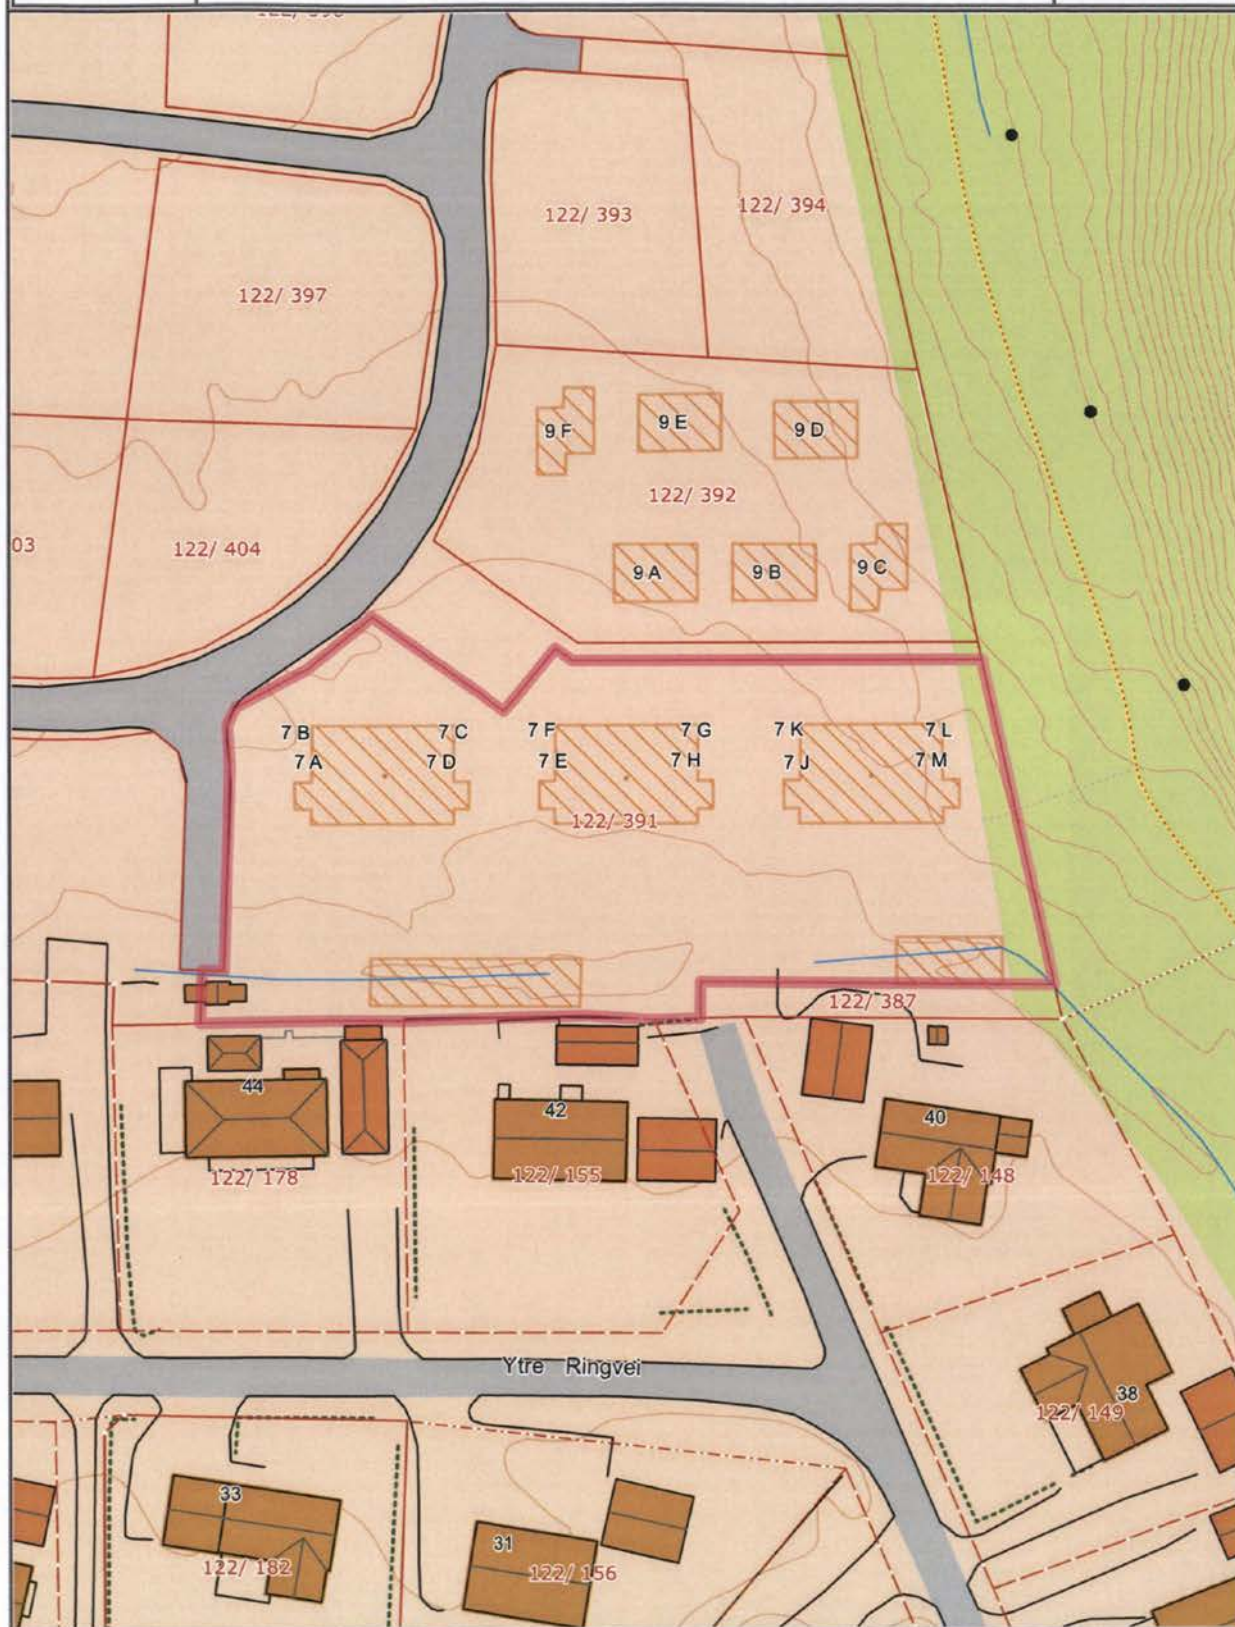 122/ 393
122/ 394
122/ 397
9 F
9 E
9 D
122/ 392
03
122/ 404
9 A
9 B
9 C
7 B
7 C
7 F
7 G
7 K
7 L
7 A
7 D
7 E
7 H
7 J
7 M
122/ 391
122/ 387
44
42
40
122/ 178
122/ 155
122/ 148
Ytre Ringvei
38
122/ 149
33
31
122/ 182
122/ 156